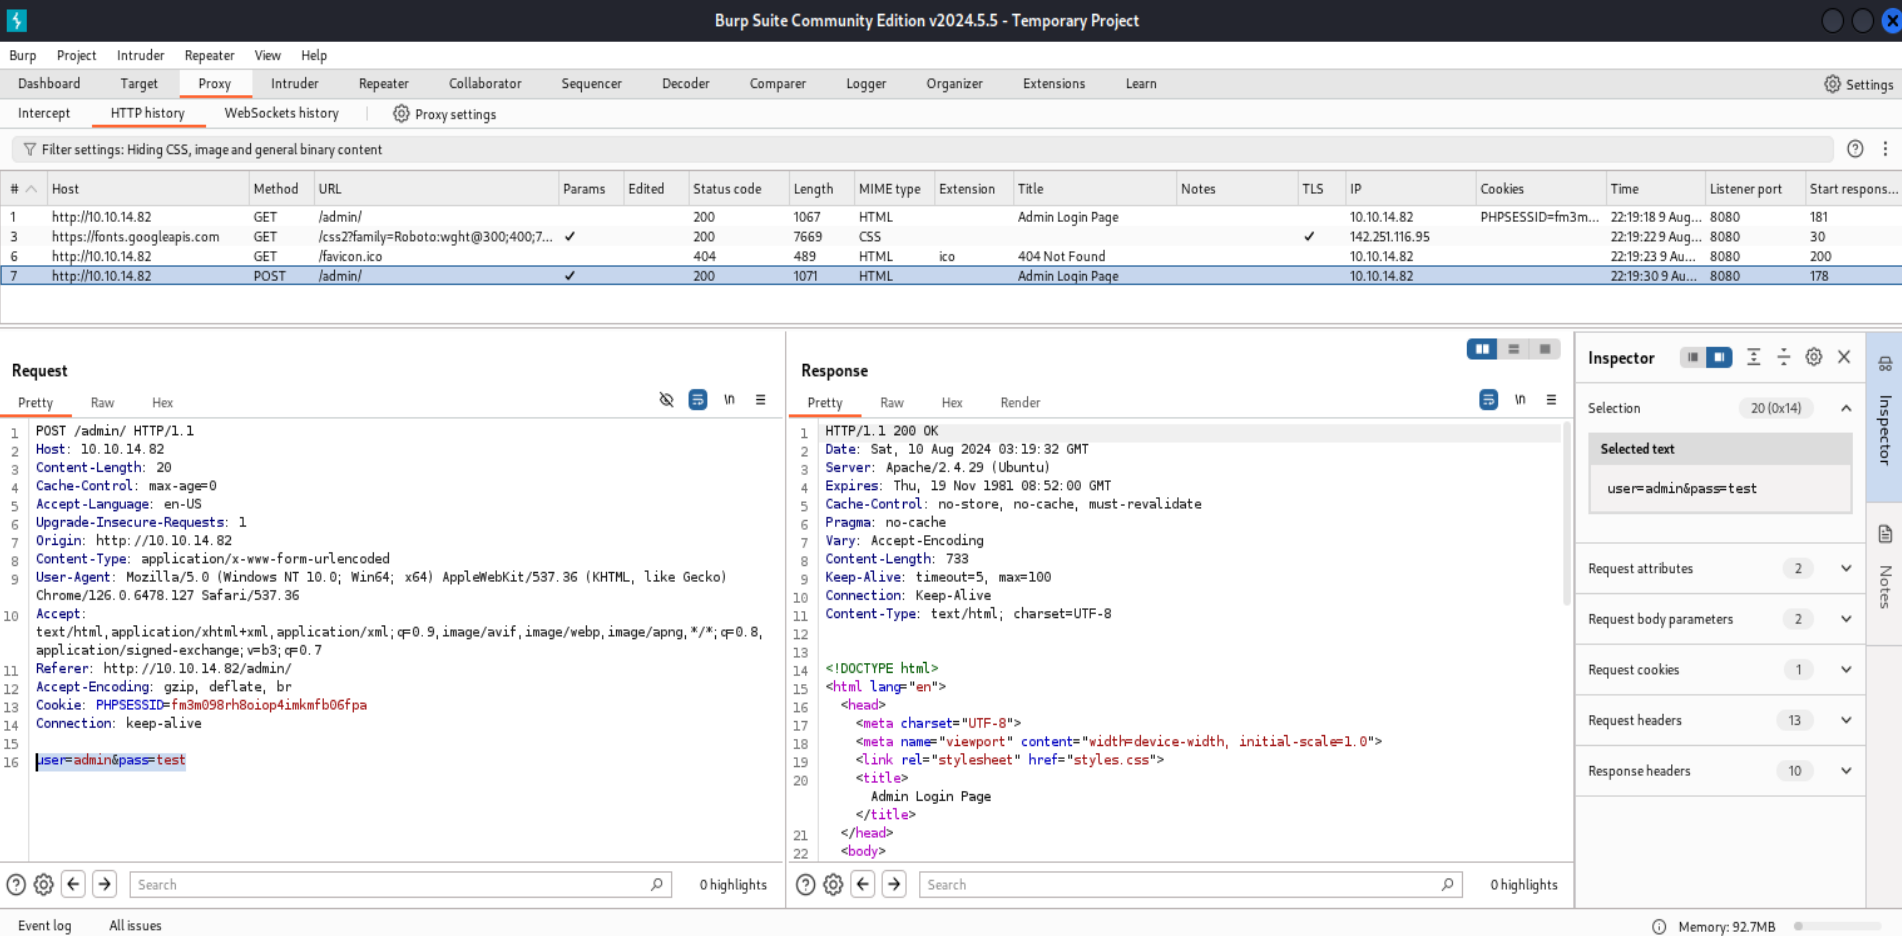 Burp Suite Community Edition v2024.5.5 - Temporary Project
Burp Project Intruder Repeater View Help
Dashboard Target Proxy Intruder Repeater Collaborator Sequencer Decoder Comparer Logger Organizer Extensions Learn Settings
Intercept HTTP history WebSockets history Proxy settings
Filter settings: Hiding CSS, image and general binary content
# Host Method URL Params Edited Status code Length MIME type Extension Title Notes TLS IP Cookies Time Listener port Start respons...
1 http://10.10.14.82 GET /admin/ 200 1067 HTML Admin Login Page 10.10.14.82 PHPSESSID=fm3m... 22:19:18 9 Aug... 8080 181
3 https://fonts.googleapis.com GET /css2?family=Roboto:wght@300;400;7... ✓ 200 7669 CSS ✓ 142.251.116.95 22:19:22 9 Aug... 8080 30
6 http://10.10.14.82 GET /favicon.ico 404 489 HTML ico 404 Not Found 10.10.14.82 22:19:23 9 Au... 8080 200
7 http://10.10.14.82 POST /admin/ ✓ 200 1071 HTML Admin Login Page 10.10.14.82 22:19:30 9 Au... 8080 178
Request
Pretty Raw Hex \n
1 POST /admin/ HTTP/1.1
2 Host: 10.10.14.82
3 Content-Length: 20
4 Cache-Control: max-age=0
5 Accept-Language: en-US
6 Upgrade-Insecure-Requests: 1
7 Origin: http://10.10.14.82
8 Content-Type: application/x-www-form-urlencoded
9 User-Agent: Mozilla/5.0 (Windows NT 10.0; Win64; x64) AppleWebKit/537.36 (KHTML, like Gecko)
Chrome/126.0.6478.127 Safari/537.36
10 Accept:
text/html,application/xhtml+xml,application/xml;q=0.9,image/avif,image/webp,image/apng,*/*;q=0.8,
application/signed-exchange;v=b3;q=0.7
11 Referer: http://10.10.14.82/admin/
12 Accept-Encoding: gzip, deflate, br
13 Cookie: PHPSESSID=fm3m098rh8oiop4imkmfb06fpa
14 Connection: keep-alive
15
16 user=admin&pass=test
Search 0 highlights
Response
Pretty Raw Hex Render \n
1 HTTP/1.1 200 OK
2 Date: Sat, 10 Aug 2024 03:19:32 GMT
3 Server: Apache/2.4.29 (Ubuntu)
4 Expires: Thu, 19 Nov 1981 08:52:00 GMT
5 Cache-Control: no-store, no-cache, must-revalidate
6 Pragma: no-cache
7 Vary: Accept-Encoding
8 Content-Length: 733
9 Keep-Alive: timeout=5, max=100
10 Connection: Keep-Alive
11 Content-Type: text/html; charset=UTF-8
12
13
14 <!DOCTYPE html>
15 <html lang="en">
16 <head>
17 <meta charset="UTF-8">
18 <meta name="viewport" content="width=device-width, initial-scale=1.0">
19 <link rel="stylesheet" href="styles.css">
20 <title>
Admin Login Page
</title>
21 </head>
22 <body>
Search 0 highlights
Inspector
Selection 20 (0x14)
Selected text
user=admin&pass=test
Request attributes 2
Request body parameters 2
Request cookies 1
Request headers 13
Response headers 10
Inspector
Notes
Event log All issues Memory: 92.7MB